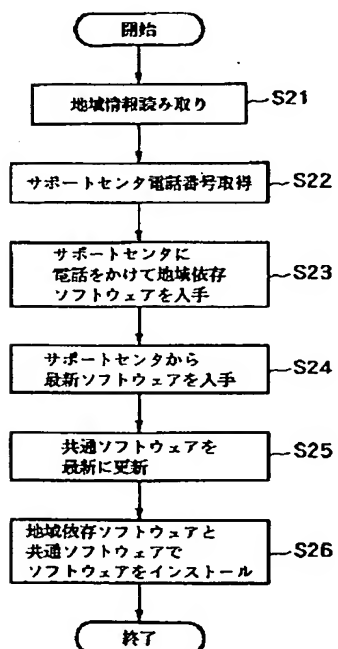 開始
地域情報読み取り
S21
サポートセンタ電話番号取得
S22
サポートセンタに
電話をかけて地域依存
ソフトウェアを入手
S23
サポートセンタから
最新ソフトウェアを入手
S24
共通ソフトウェアを
最新に更新
S25
地域依存ソフトウェアと
共通ソフトウェアで
ソフトウェアをインストール
S26
終了